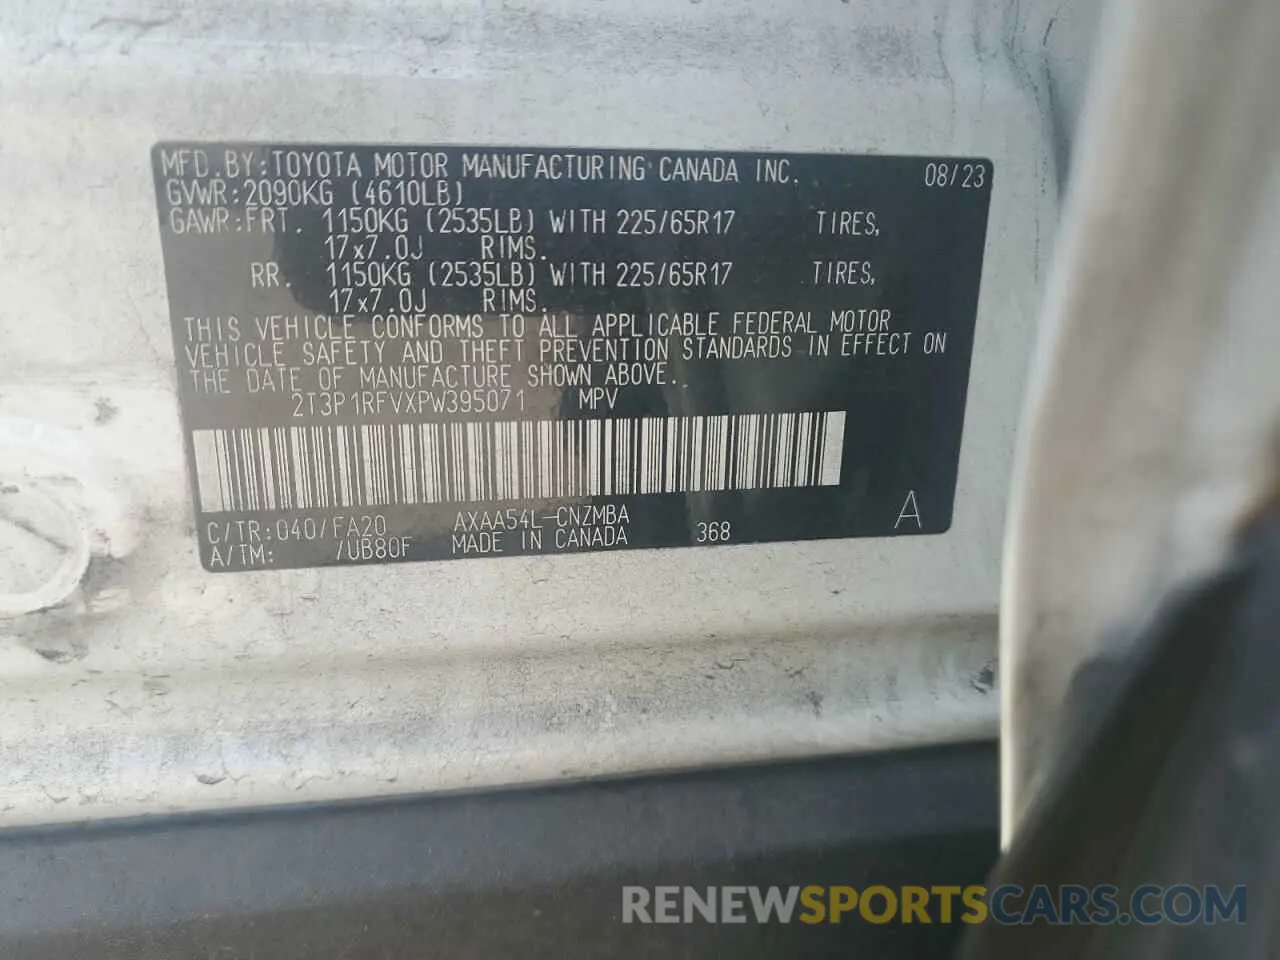 MFD.BY:TOYOTA MOTOR MANUFACTURING CANADA INC. 08/23
GVWR:2090KG (4610LB)
GAWR:FRT. 1150KG (2535LB) WITH 225/65R17 TIRES,
17x7.0J RIMS.
RR. 1150KG (2535LB) WITH 225/65R17 TIRES,
17x7.0J RIMS.
THIS VEHICLE CONFORMS TO ALL APPLICABLE FEDERAL MOTOR
VEHICLE SAFETY AND THEFT PREVENTION STANDARDS IN EFFECT ON
THE DATE OF MANUFACTURE SHOWN ABOVE.
2T3P1RFVXPW395071 MPV
C/TR:040/FA20 AXAA54L-CNZMBA A
A/TM: /UB80F MADE IN CANADA 368
RENEWSPORTSCARS.COM